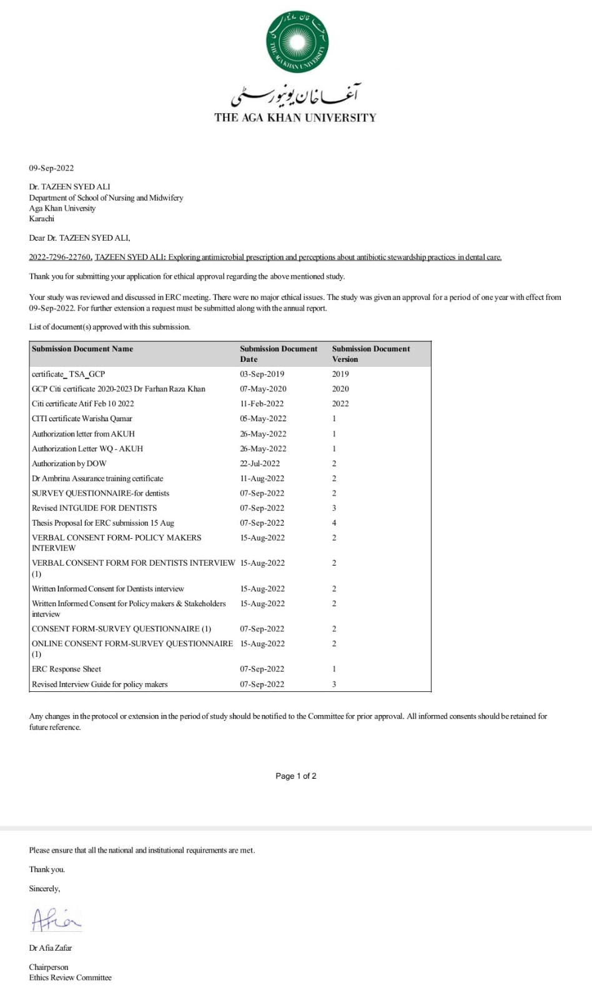 THE AGA KHAN UNIVERSITY
آغا خان یونیورسٹی
THE AGA KHAN UNIVERSITY
09-Sep-2022
Dr. TAZEEN SYED ALI
Department of School of Nursing and Midwifery
Aga Khan University
Karachi
Dear Dr. TAZEEN SYED ALI,
2022-7296-22760, TAZEEN SYED ALI: Exploring antimicrobial prescription and perceptions about antibiotic stewardship practices in dental care.
Thank you for submitting your application for ethical approval regarding the above mentioned study.
Your study was reviewed and discussed in ERC meeting. There were no major ethical issues. The study was given an approval for a period of one year with effect from
09-Sep-2022. For further extension a request must be submitted along with the annual report.
List of document(s) approved with this submission.
Submission Document Name Submission Document Submission Document
Date Version
certificate_ TSA_GCP 03-Sep-2019 2019
GCP Citi certificate 2020-2023 Dr Farhan Raza Khan 07-May-2020 2020
Citi certificate Atif Feb 10 2022 11-Feb-2022 2022
CITI certificate Warisha Qamar 05-May-2022 1
Authorization letter from AKUH 26-May-2022 1
Authorization Letter WQ - AKUH 26-May-2022 1
Authorization by DOW 22-Jul-2022 2
Dr Ambrina Assurance training certificate 11-Aug-2022 2
SURVEY QUESTIONNAIRE-for dentists 07-Sep-2022 2
Revised INTGUIDE FOR DENTISTS 07-Sep-2022 3
Thesis Proposal for ERC submission 15 Aug 07-Sep-2022 4
VERBAL CONSENT FORM- POLICY MAKERS 15-Aug-2022 2
INTERVIEW
VERBAL CONSENT FORM FOR DENTISTS INTERVIEW 15-Aug-2022 2
(1)
Written Informed Consent for Dentists interview 15-Aug-2022 2
Written Informed Consent for Policy makers & Stakeholders 15-Aug-2022 2
interview
CONSENT FORM-SURVEY QUESTIONNAIRE (1) 07-Sep-2022 2
ONLINE CONSENT FORM-SURVEY QUESTIONNAIRE 15-Aug-2022 2
(1)
ERC Response Sheet 07-Sep-2022 1
Revised Interview Guide for policy makers 07-Sep-2022 3
Any changes in the protocol or extension in the period of study should be notified to the Committee for prior approval. All informed consents should be retained for
future reference.
Page 1 of 2
Please ensure that all the national and institutional requirements are met.
Thank you.
Sincerely,
Afia
Dr Afia Zafar
Chairperson
Ethics Review Committee